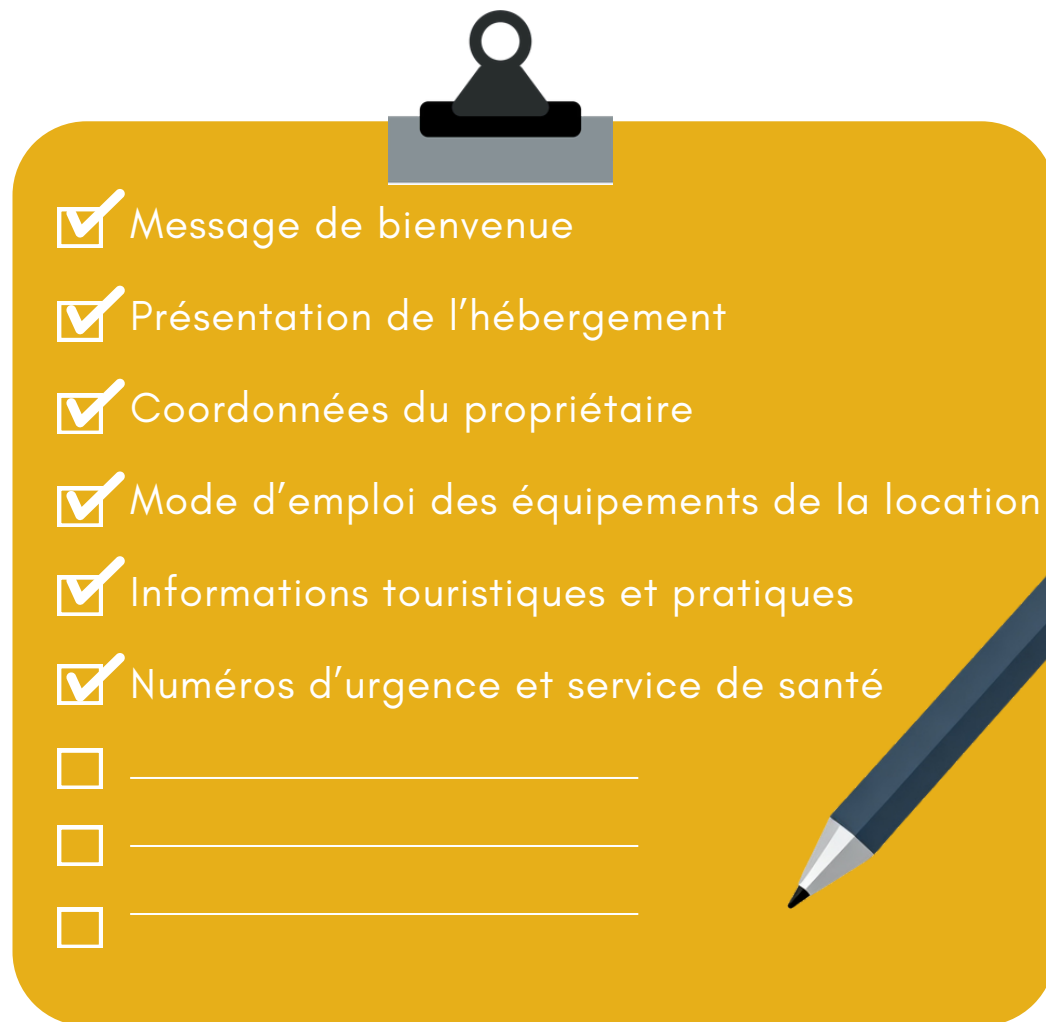 Message de bienvenue
Présentation de l’hébergement
Coordonnées du propriétaire
Mode d’emploi des équipements de la location
Informations touristiques et pratiques
Numéros d’urgence et service de santé